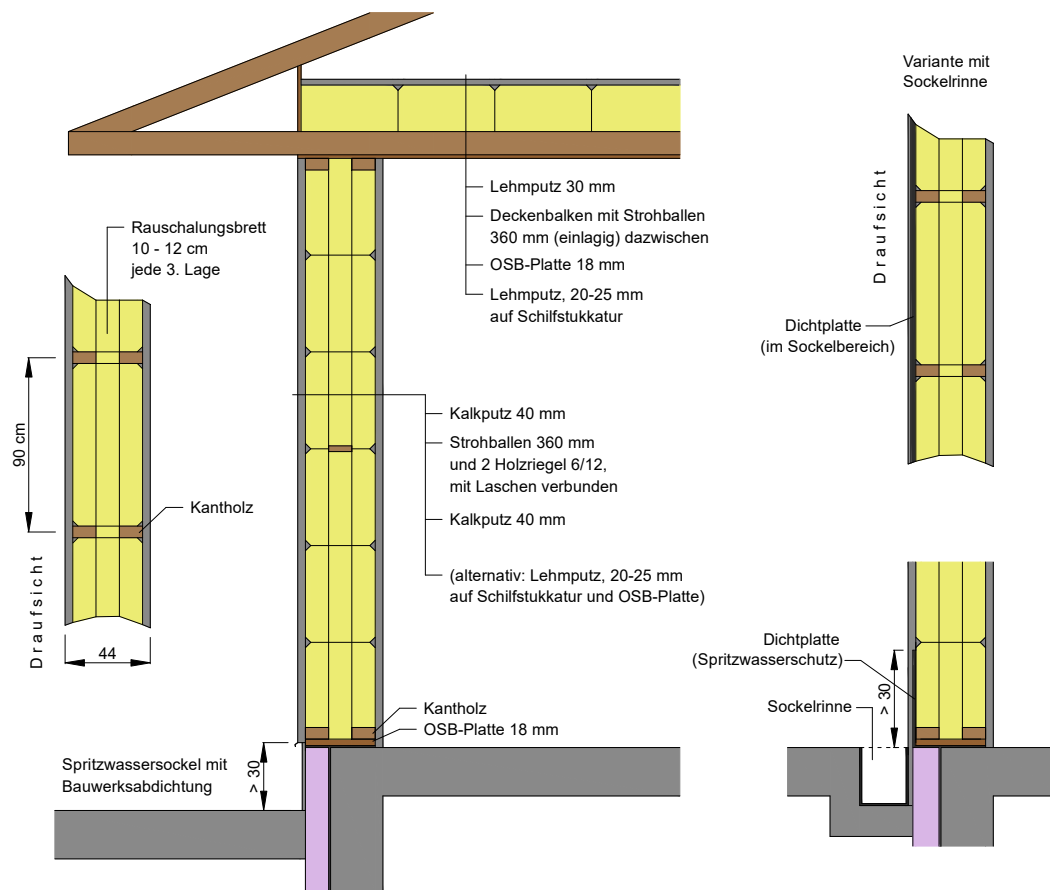 Variante mit
Sockelrinne
Lehmputz 30 mm
Deckenbalken mit Strohballen
360 mm (einlagig) dazwischen
OSB-Platte 18 mm
Lehmputz, 20-25 mm
auf Schilfstukkatur
Rauschalungsbrett
10 - 12 cm
jede 3. Lage
90 cm
Kantholz
Draufsicht
44
Draufsicht
Dichtplatte
(im Sockelbereich)
Kalkputz 40 mm
Strohballen 360 mm
und 2 Holzriegel 6/12,
mit Laschen verbunden
Kalkputz 40 mm
(alternativ: Lehmputz, 20-25 mm
auf Schilfstukkatur und OSB-Platte)
Kantholz
OSB-Platte 18 mm
Spritzwassersockel mit
Bauwerksabdichtung
> 30
Dichtplatte
(Spritzwasserschutz)
> 30
Sockelrinne